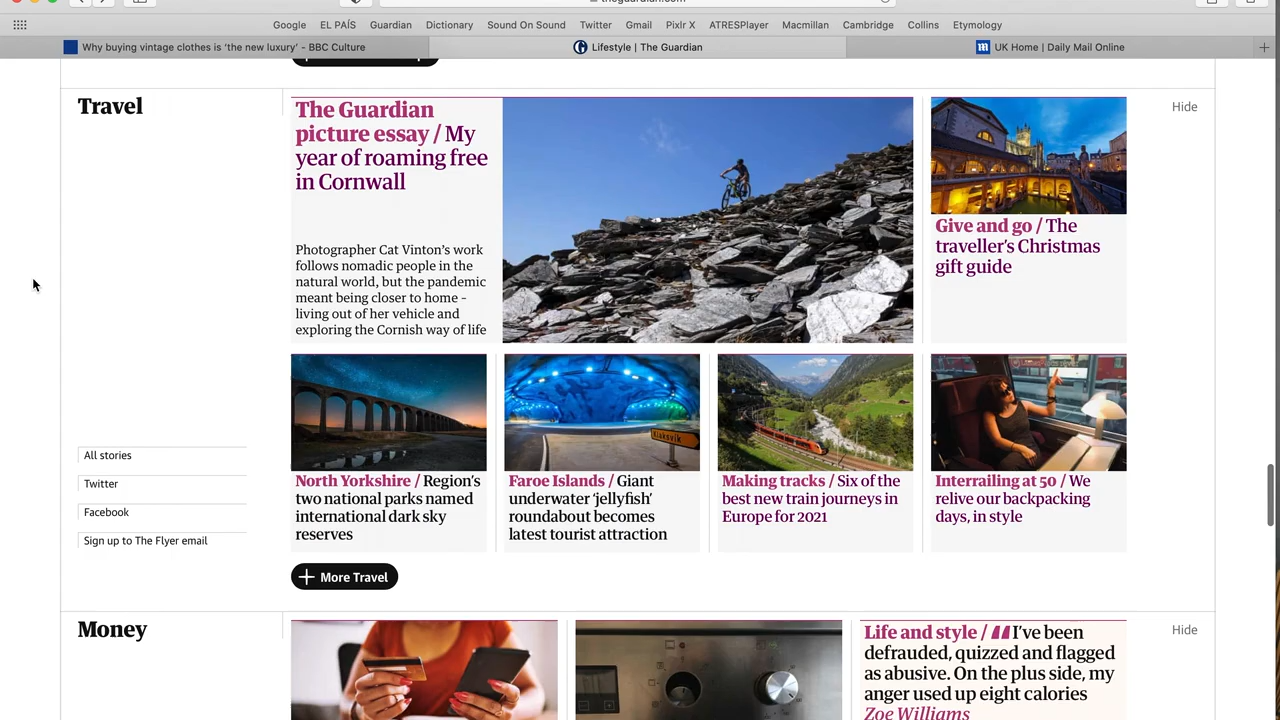 theguardian.com
Google EL PAÍS Guardian Dictionary Sound On Sound Twitter Gmail Pixlr X ATRESPlayer Macmillan Cambridge Collins Etymology
Why buying vintage clothes is ‘the new luxury’ - BBC Culture
Lifestyle | The Guardian
UK Home | Daily Mail Online
Travel
Hide
The Guardian
picture essay / My
year of roaming free
in Cornwall
Photographer Cat Vinton’s work
follows nomadic people in the
natural world, but the pandemic
meant being closer to home –
living out of her vehicle and
exploring the Cornish way of life
Give and go / The
traveller’s Christmas
gift guide
All stories
Twitter
Facebook
Sign up to The Flyer email
North Yorkshire / Region’s
two national parks named
international dark sky
reserves
Klaksvík
Faroe Islands / Giant
underwater ‘jellyfish’
roundabout becomes
latest tourist attraction
Making tracks / Six of the
best new train journeys in
Europe for 2021
Interrailing at 50 / We
relive our backpacking
days, in style
+ More Travel
Money
Hide
Life and style / “ I’ve been
defrauded, quizzed and flagged
as abusive. On the plus side, my
anger used up eight calories
Zoe Williams